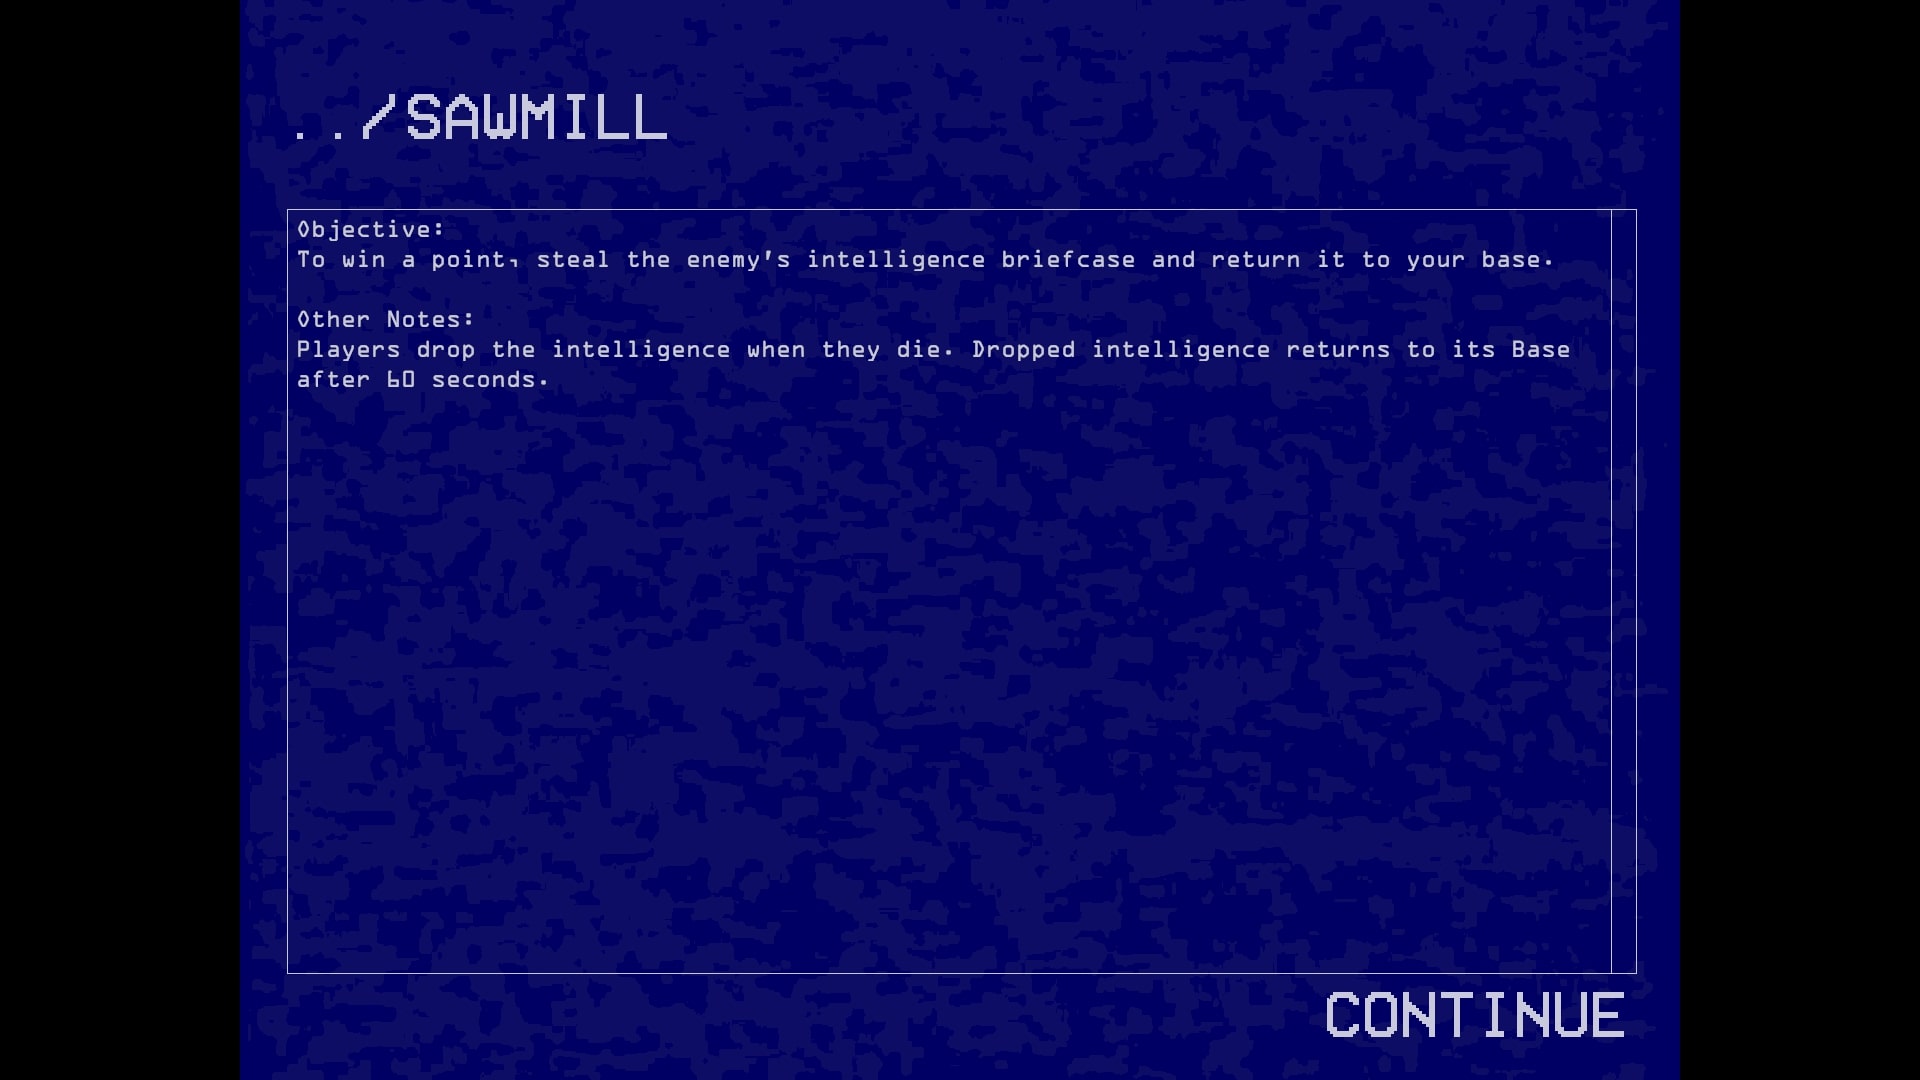 ../SAWMILL
Objective:
To win a point, steal the enemy's intelligence briefcase and return it to your base.
Other Notes:
Players drop the intelligence when they die. Dropped intelligence returns to its Base
after 60 seconds.
CONTINUE